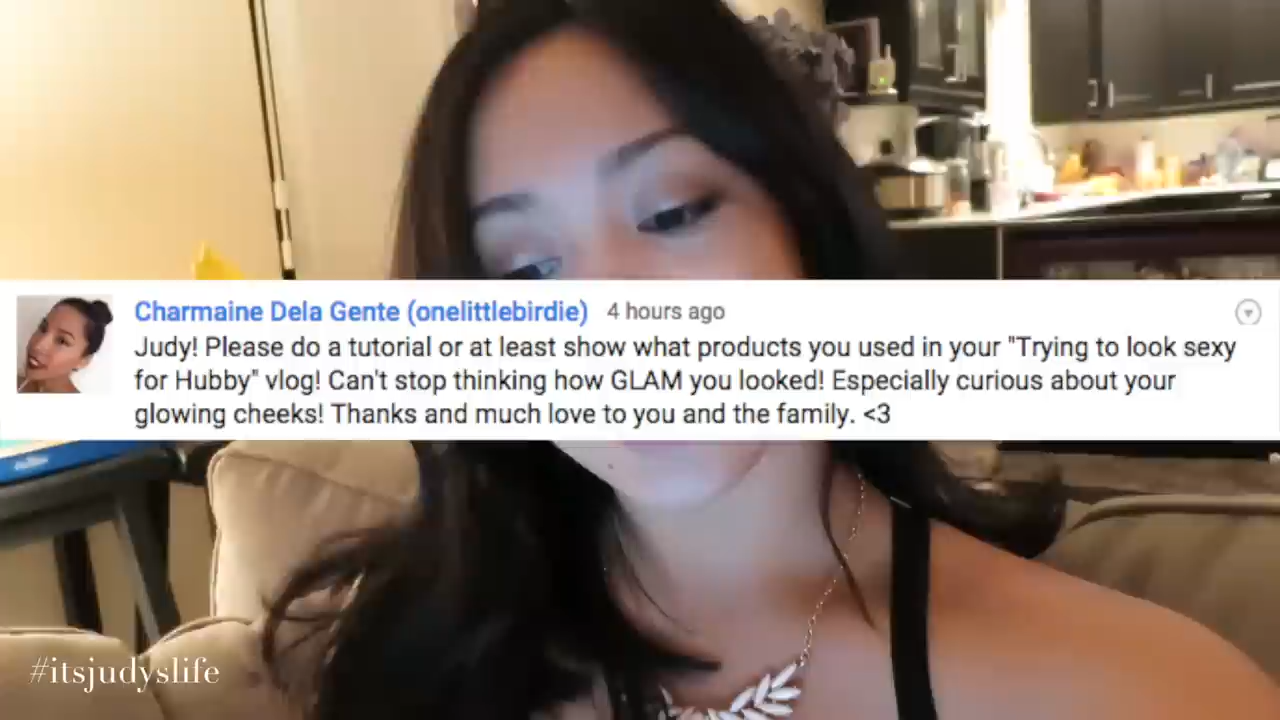 Charmaine Dela Gente (onelittlebirdie) 4 hours ago
Judy! Please do a tutorial or at least show what products you used in your "Trying to look sexy
for Hubby" vlog! Can't stop thinking how GLAM you looked! Especially curious about your
glowing cheeks! Thanks and much love to you and the family. <3
#itsjudyslife